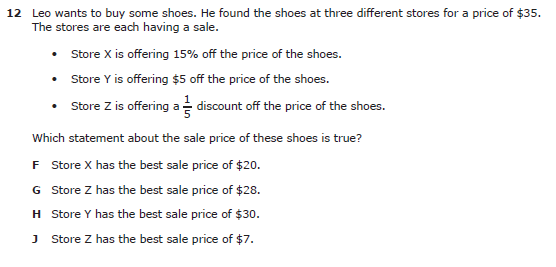 12 Leo wants to buy some shoes. He found the shoes at three different stores for a price of $35.
The stores are each having a sale.
• Store X is offering 15% off the price of the shoes.
• Store Y is offering $5 off the price of the shoes.
• Store Z is offering a 1/5 discount off the price of the shoes.
Which statement about the sale price of these shoes is true?
F Store X has the best sale price of $20.
G Store Z has the best sale price of $28.
H Store Y has the best sale price of $30.
J Store Z has the best sale price of $7.